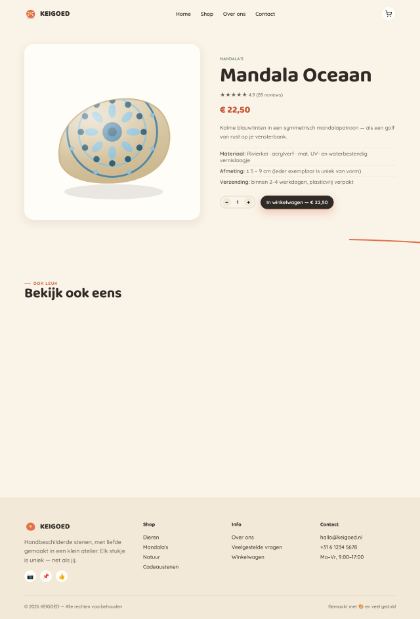 KEIGOED
Home Shop Over ons Contact
MANDALA'S
Mandala Oceaan
★★★★★ 4.9 (88 reviews)
€ 22,50
Kalme blauwtinten in een symmetrisch mandalapatroon — als een golf
van rust op je vensterbank.
Materiaal: Rivierkei · acrylverf · mat, UV- en waterbestendig
vernislaagje
Afmeting: ± 5 – 9 cm (ieder exemplaar is uniek van vorm)
Verzending: binnen 2–4 werkdagen, plasticvrij verpakt
− 1 +
In winkelwagen — € 22,50
— OOK LEUK
Bekijk ook eens
KEIGOED
Handbeschilderde stenen, met liefde
gemaakt in een klein atelier. Elk stukje
is uniek — net als jij.
Shop
Dieren
Mandala's
Natuur
Cadeaustenen
Info
Over ons
Veelgestelde vragen
Winkelwagen
Contact
hallo@keigoed.nl
+31 6 1234 5678
Ma–Vr, 9:00–17:00
© 2025 KEIGOED — Alle rechten voorbehouden
Gemaakt met 🎨 en veel geduld